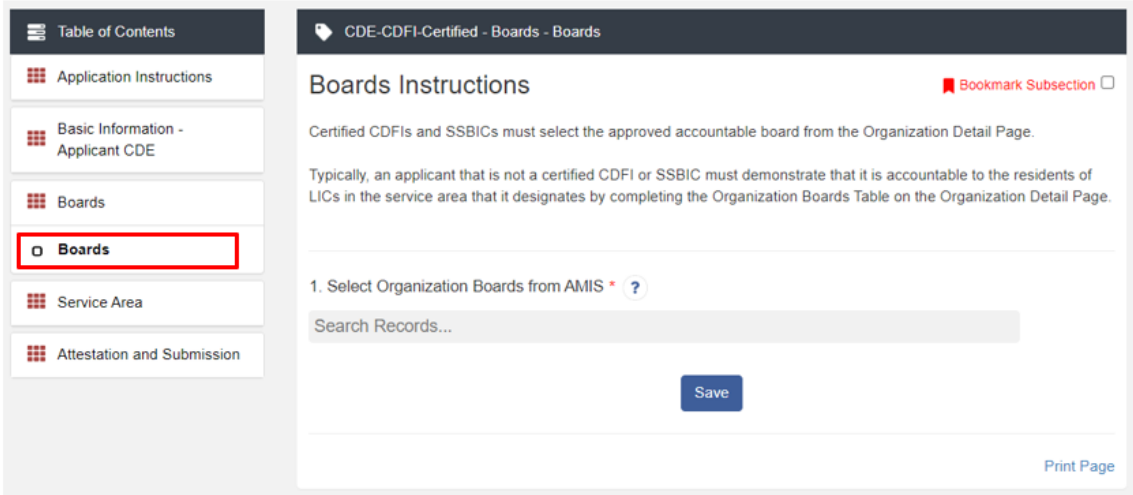 Table of Contents
Application Instructions
Basic Information -
Applicant CDE
Boards
Boards
Service Area
Attestation and Submission
CDE-CDFI-Certified - Boards - Boards
Boards Instructions
Bookmark Subsection
Certified CDFIs and SSBICs must select the approved accountable board from the Organization Detail Page.
Typically, an applicant that is not a certified CDFI or SSBIC must demonstrate that it is accountable to the residents of
LICs in the service area that it designates by completing the Organization Boards Table on the Organization Detail Page.
1. Select Organization Boards from AMIS * ?
Search Records...
Save
Print Page